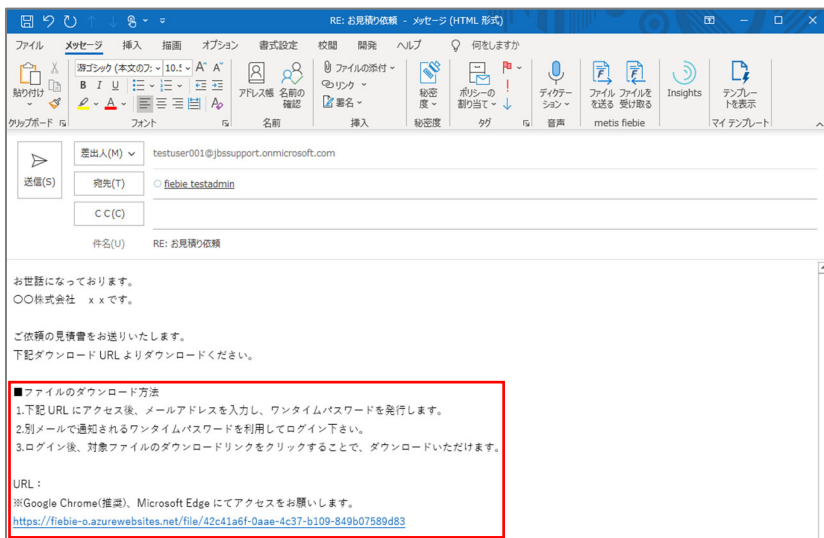 RE: お見積り依頼 - メッセージ (HTML 形式)
ファイル メッセージ 挿入 描画 オプション 書式設定 校閲 開発 ヘルプ 何をしますか
貼り付け
游ゴシック (本文のフ: 10.5
B I U
アドレス帳 名前の確認
ファイルの添付
リンク
署名
秘密度
ポリシーの割り当て
ディクテーション
ファイルを送る
ファイルを受け取る
Insights
テンプレートを表示
クリップボード フォント 名前 挿入 秘密度 タグ 音声 metis fiebie マイ テンプレート
送信(S)
差出人(M) testuser001@jbssupport.onmicrosoft.com
宛先(T) fiebie testadmin
C C(C)
件名(U) RE: お見積り依頼
お世話になっております。
〇〇株式会社 x x です。
ご依頼の見積書をお送りいたします。
下記ダウンロード URL よりダウンロードください。
■ファイルのダウンロード方法
1.下記 URL にアクセス後、メールアドレスを入力し、ワンタイムパスワードを発行します。
2.別メールで通知されるワンタイムパスワードを利用してログイン下さい。
3.ログイン後、対象ファイルのダウンロードリンクをクリックすることで、ダウンロードいただけます。
URL：
※Google Chrome(推奨)、Microsoft Edge にてアクセスをお願いします。
https://fiebie-o.azurewebsites.net/file/42c41a6f-0aae-4c37-b109-849b07589d83